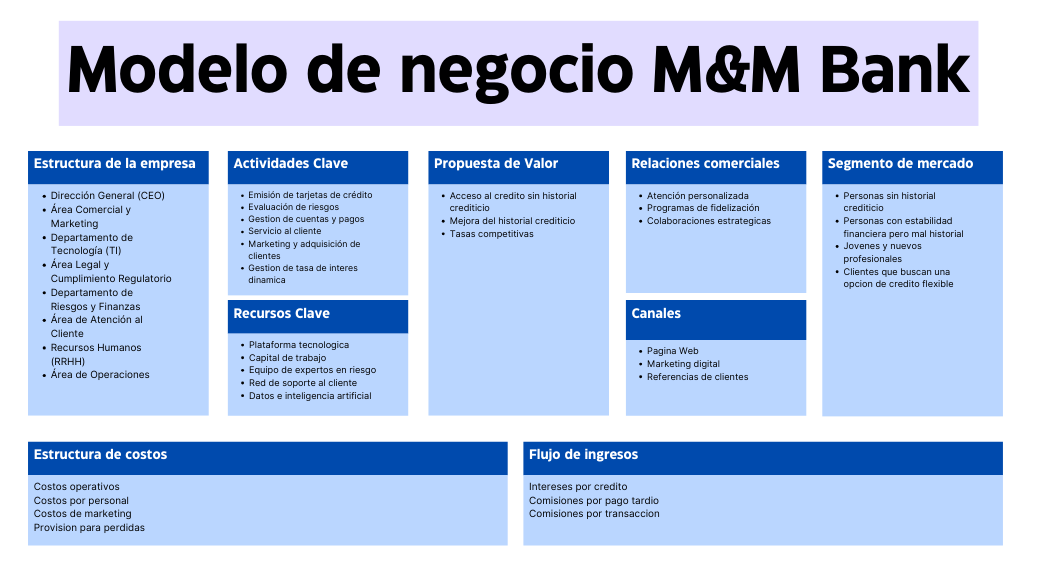 Modelo de negocio M&M Bank
Estructura de la empresa
• Dirección General (CEO)
• Área Comercial y
Marketing
• Departamento de
Tecnología (TI)
• Área Legal y
Cumplimiento Regulatorio
• Departamento de
Riesgos y Finanzas
• Área de Atención al
Cliente
• Recursos Humanos
(RRHH)
• Área de Operaciones
Actividades Clave
• Emisión de tarjetas de crédito
• Evaluación de riesgos
• Gestion de cuentas y pagos
• Servicio al cliente
• Marketing y adquisición de
clientes
• Gestion de tasa de interes
dinamica
Recursos Clave
• Plataforma tecnologica
• Capital de trabajo
• Equipo de expertos en riesgo
• Red de soporte al cliente
• Datos e inteligencia artificial
Propuesta de Valor
• Acceso al credito sin historial
crediticio
• Mejora del historial crediticio
• Tasas competitivas
Relaciones comerciales
• Atención personalizada
• Programas de fidelización
• Colaboraciones estrategicas
Canales
• Pagina Web
• Marketing digital
• Referencias de clientes
Segmento de mercado
• Personas sin historial
crediticio
• Personas con estabilidad
financiera pero mal historial
• Jovenes y nuevos
profesionales
• Clientes que buscan una
opcion de credito flexible
Estructura de costos
Costos operativos
Costos por personal
Costos de marketing
Provision para perdidas
Flujo de ingresos
Intereses por credito
Comisiones por pago tardio
Comisiones por transaccion